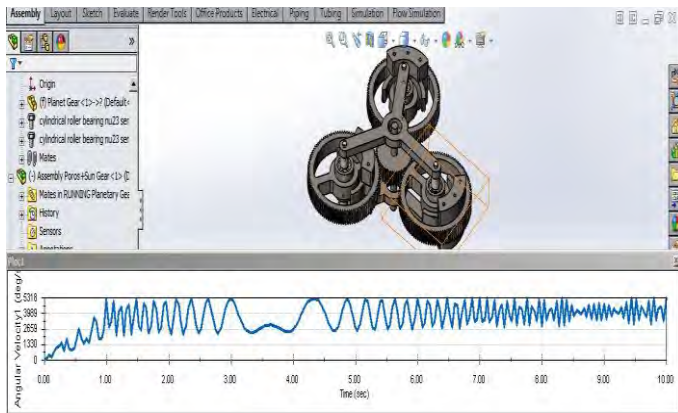 Assembly Layout Sketch Evaluate Render Tools Office Products Electrical Piping Tubing Simulation Flow Simulation
Origin
(f) Planet Gear <1>->? (Default<
cylindrical roller bearing nu23 ser
cylindrical roller bearing nu23 ser
Mates
(-) Assembly Poros+Sun Gear <1> (D
Mates in RUNNING Planetary Gea
History
Sensors
Annotations
Plot1
Angular Velocity1 (deg/
5318
3989
2659
1330
0
0.00 1.00 2.00 3.00 4.00 5.00 6.00 7.00 8.00 9.00 10.00
Time (sec)